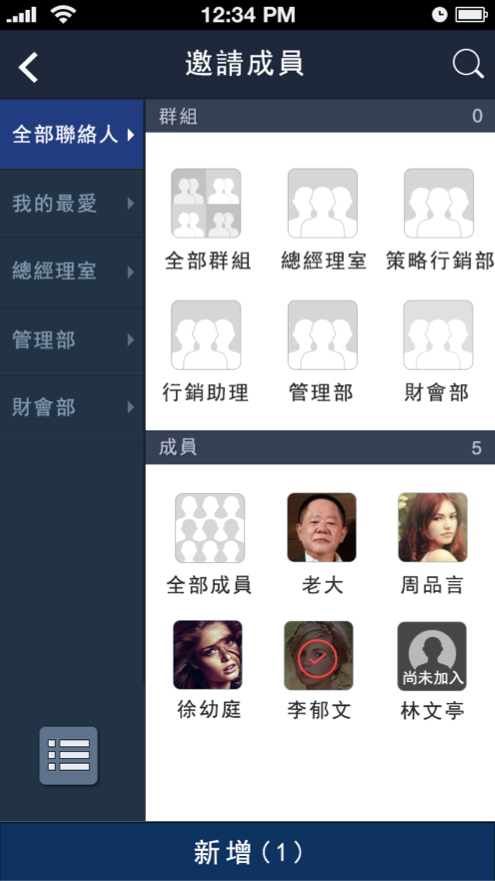 12:34 PM
邀請成員
全部聯絡人
我的最愛
總經理室
管理部
財會部
群組 0
全部群組 總經理室 策略行銷部
行銷助理 管理部 財會部
成員 5
全部成員 老大 周品言
尚未加入
徐幼庭 李郁文 林文亭
新增(1)